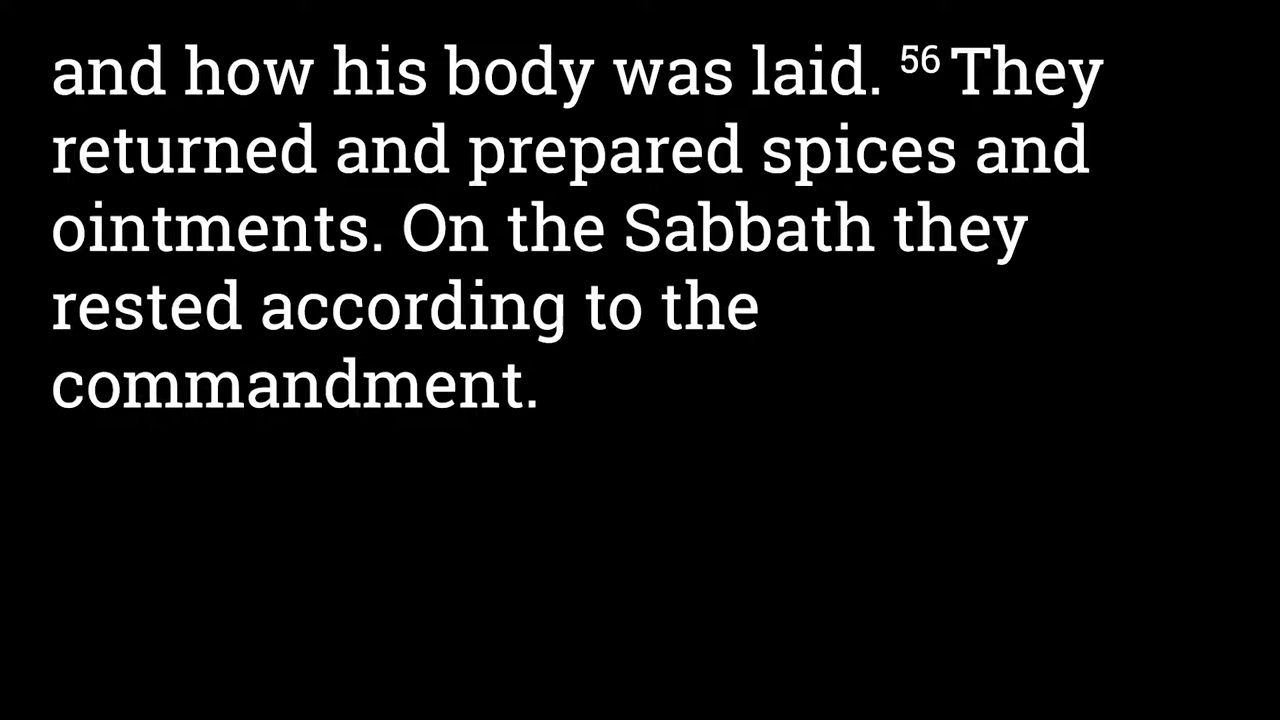 and how his body was laid. 56 They
returned and prepared spices and
ointments. On the Sabbath they
rested according to the
commandment.